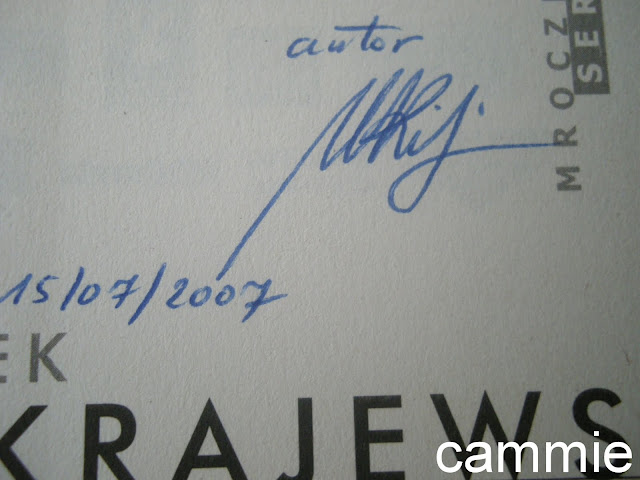 autor
MROCZ
SER
15/07/2007
EK
KRAJEWS
cammie